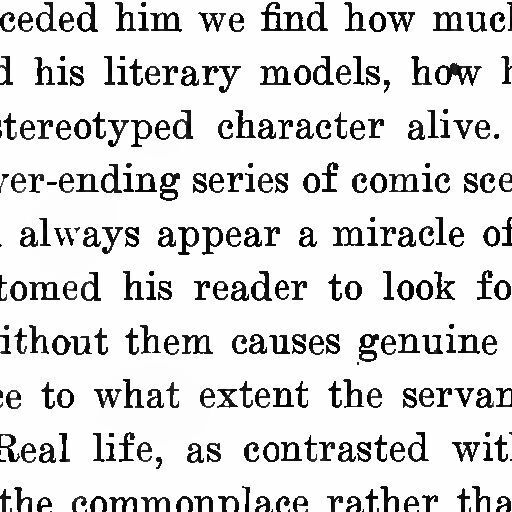 ceded him we find how much
d his literary models, how h
stereotyped character alive.
ver-ending series of comic sce
always appear a miracle of
tomed his reader to look fo
ithout them causes genuine
ce to what extent the servan
Real life, as contrasted with
the commonplace rather tha